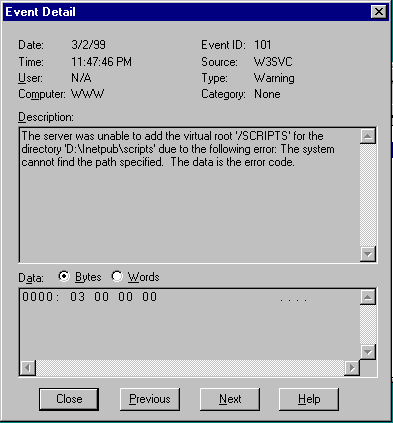 Event Detail
Date: 3/2/99 Event ID: 101
Time: 11:47:46 PM Source: W3SVC
User: N/A Type: Warning
Computer: WWW Category: None
Description:
The server was unable to add the virtual root '/SCRIPTS' for the
directory 'D:\Inetpub\scripts' due to the following error: The system
cannot find the path specified.  The data is the error code.
Data: Bytes Words
0000: 03 00 00 00 ....
Close Previous Next Help